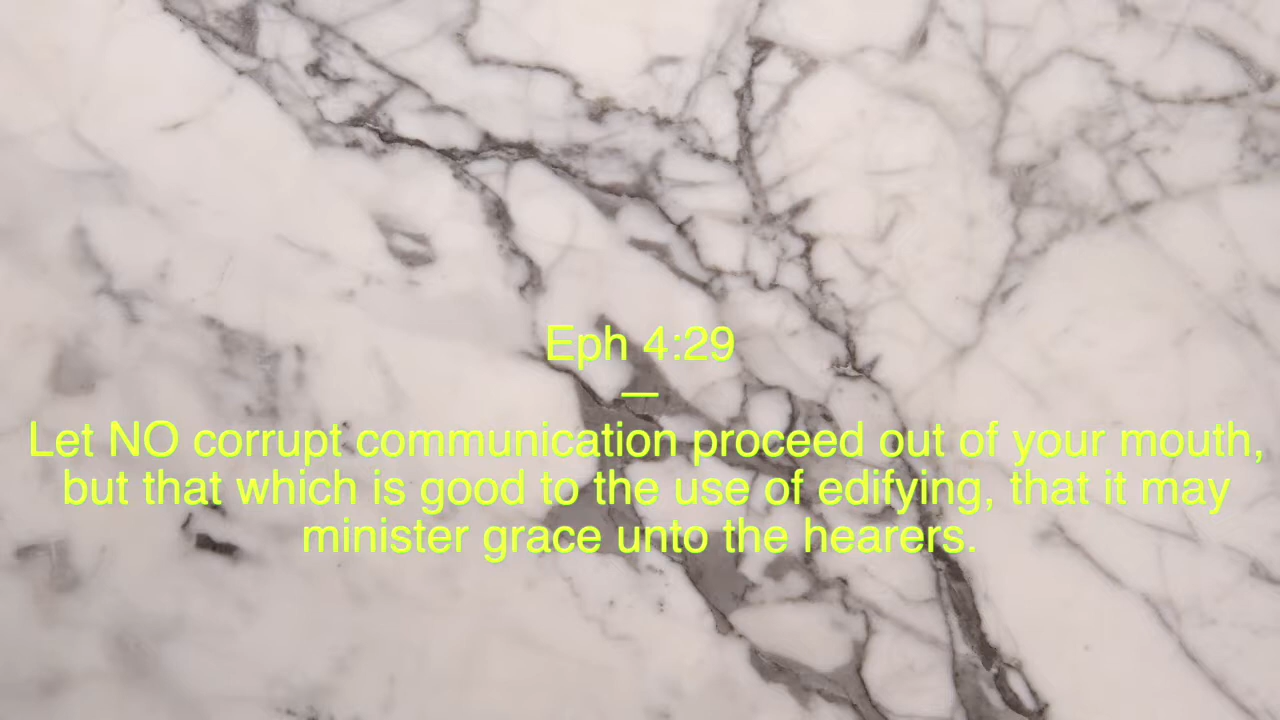 Eph 4:29
—
Let NO corrupt communication proceed out of your mouth,
but that which is good to the use of edifying, that it may
minister grace unto the hearers.